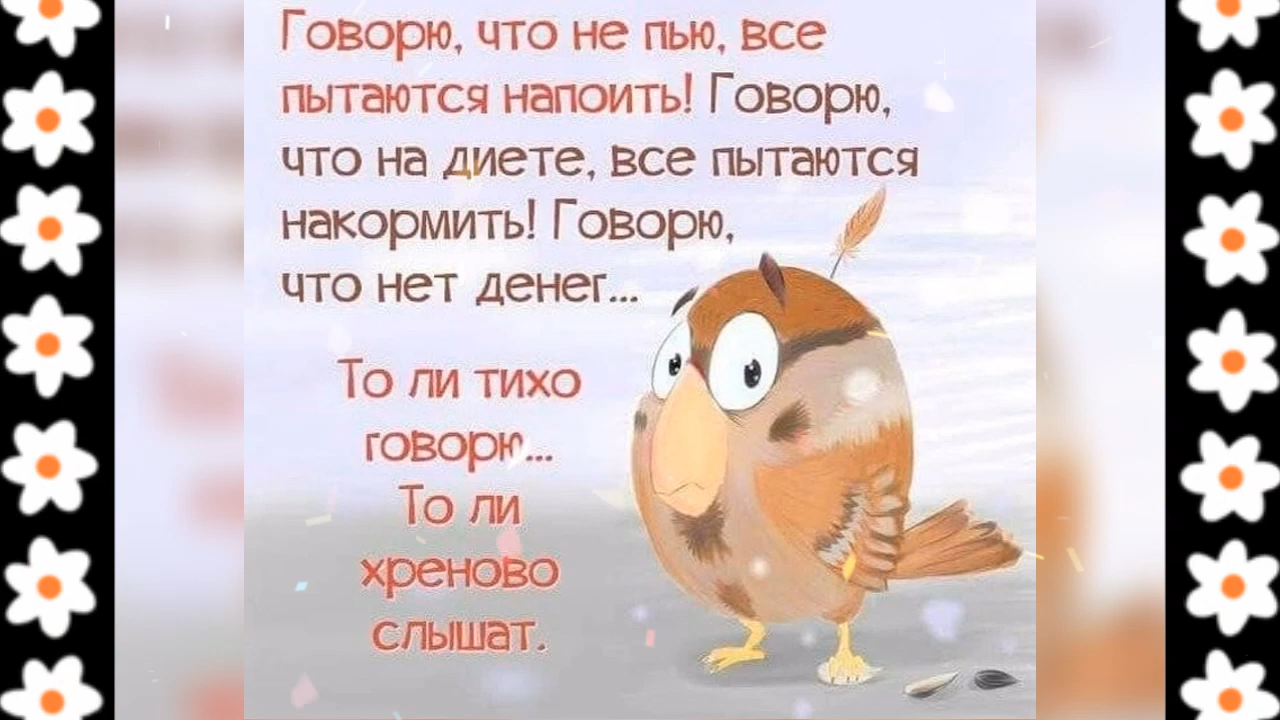 Говорю, что не пью, все
пытаются напоить! Говорю,
что на диете, все пытаются
накормить! Говорю,
что нет денег...
То ли тихо
говорю...
То ли
хреново
слышат.